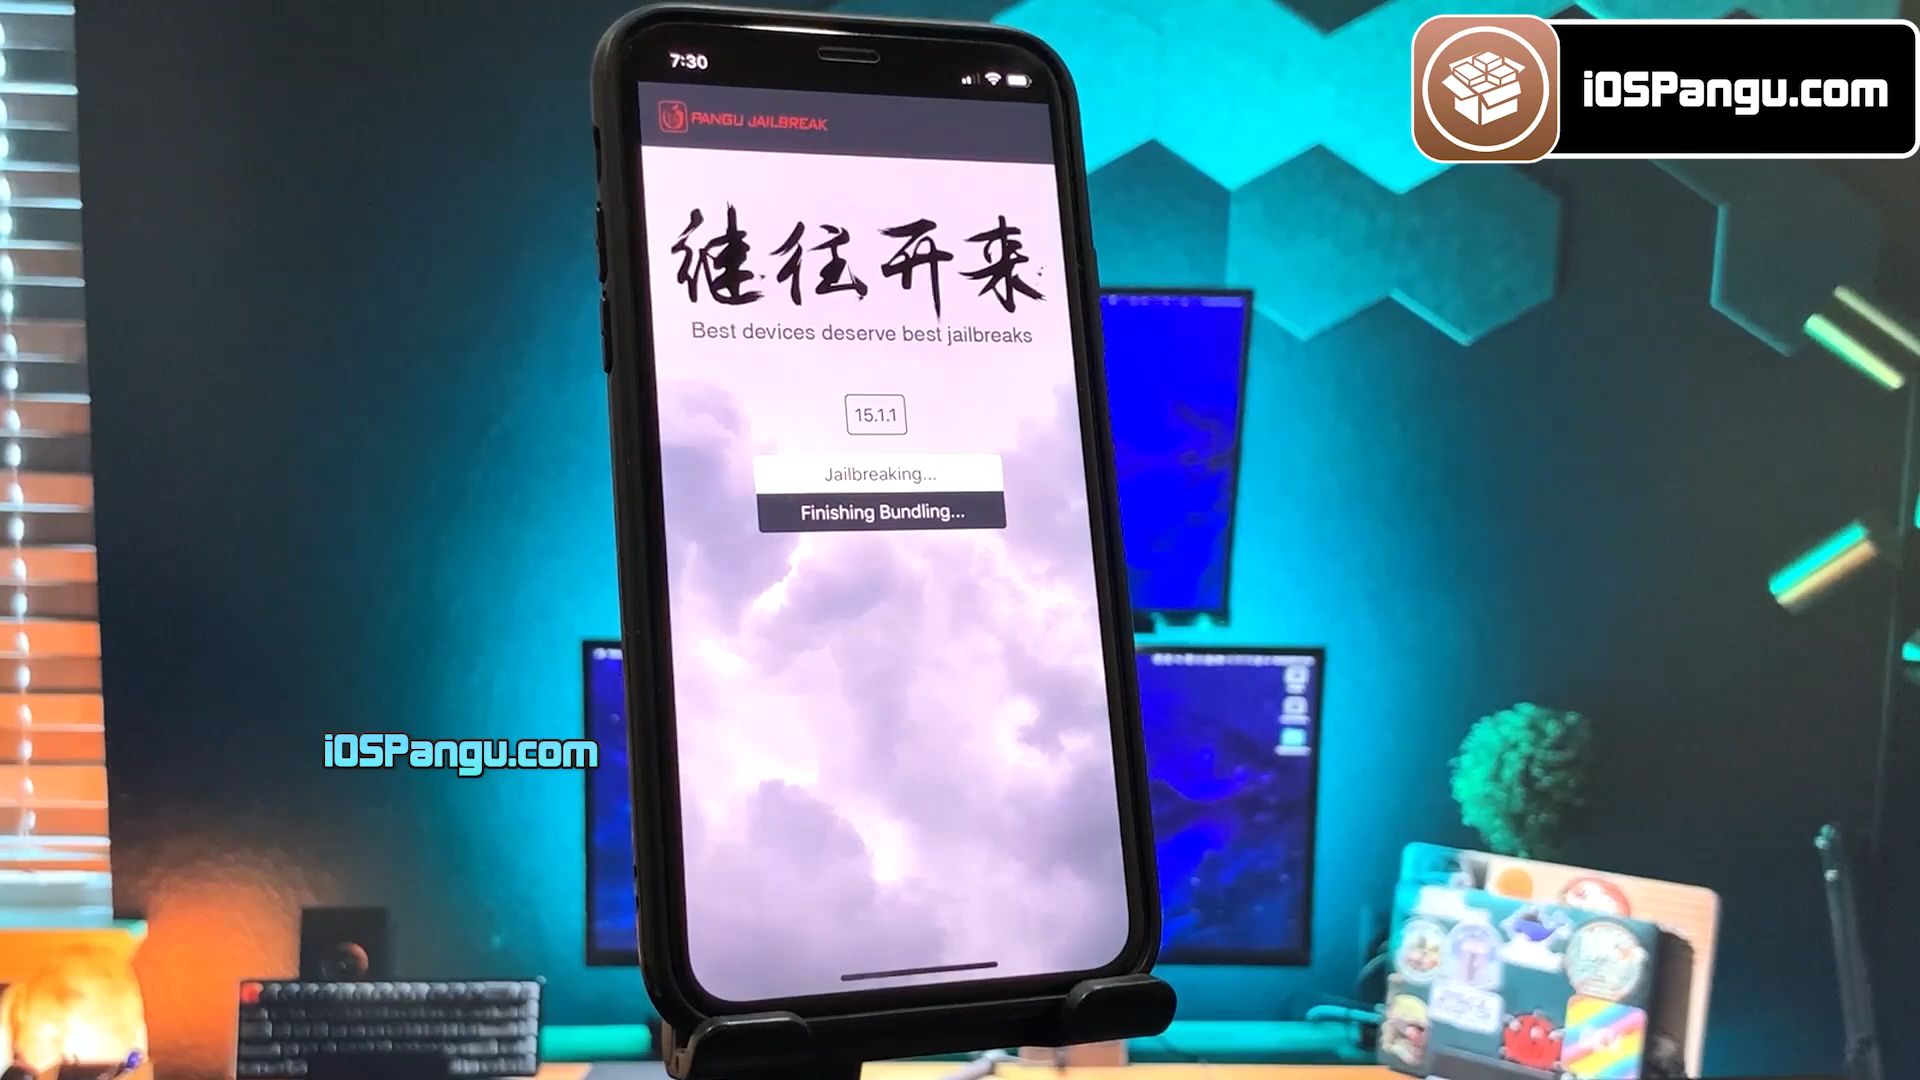 7:30
iOSPangu.com
PANGU JAILBREAK
继往开来
Best devices deserve best jailbreaks
15.1.1
Jailbreaking...
Finishing Bundling...
iOSPangu.com